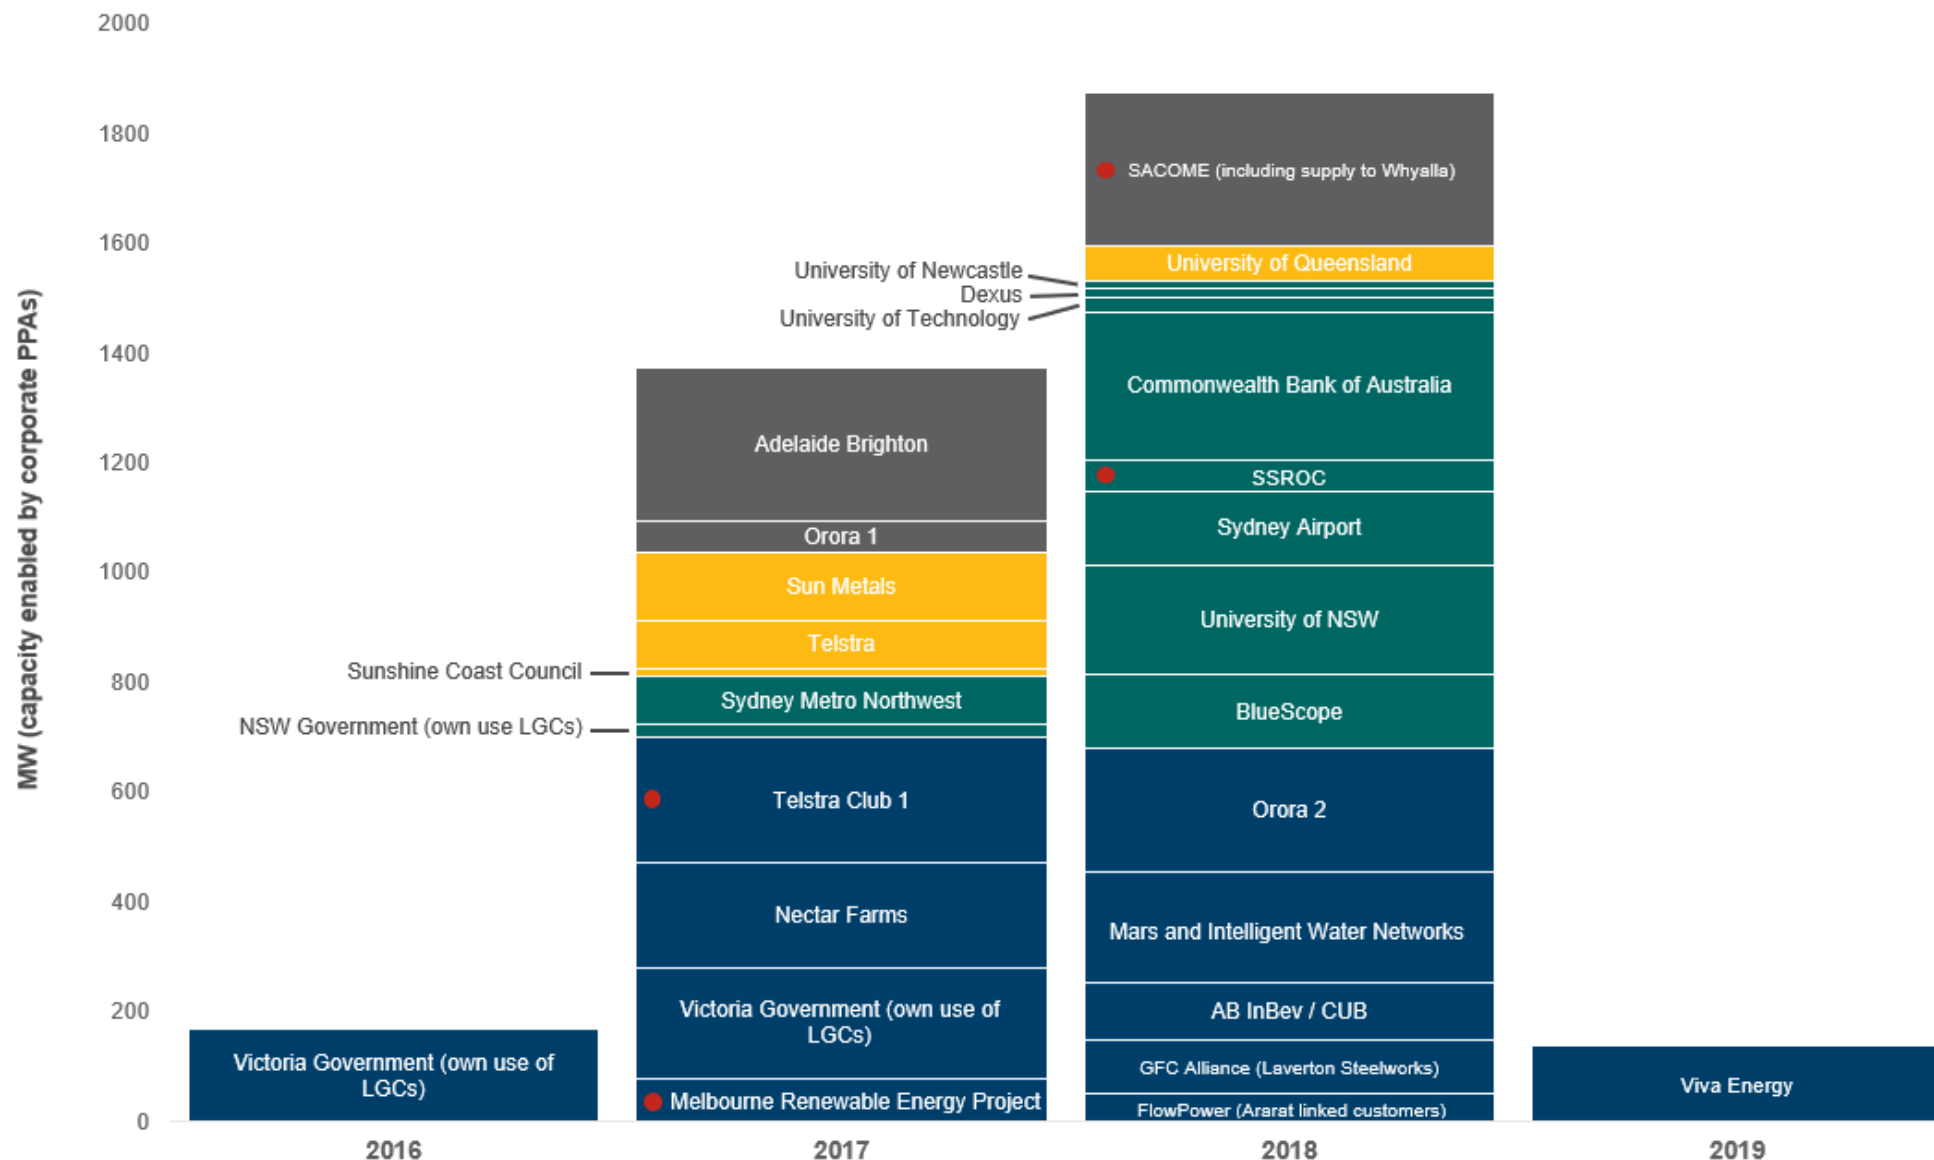 MW (capacity enabled by corporate PPAs)
2000
1800
1600
1400
1200
1000
800
600
400
200
0
Victoria Government (own use of
LGCs)
2016
Adelaide Brighton
Orora 1
Sun Metals
Telstra
Sunshine Coast Council
Sydney Metro Northwest
NSW Government (own use LGCs)
Telstra Club 1
Nectar Farms
Victoria Government (own use of
LGCs)
Melbourne Renewable Energy Project
2017
SACOME (including supply to Whyalla)
University of Queensland
University of Newcastle
Dexus
University of Technology
Commonwealth Bank of Australia
SSROC
Sydney Airport
University of NSW
BlueScope
Orora 2
Mars and Intelligent Water Networks
AB InBev / CUB
GFC Alliance (Laverton Steelworks)
FlowPower (Ararat linked customers)
2018
Viva Energy
2019